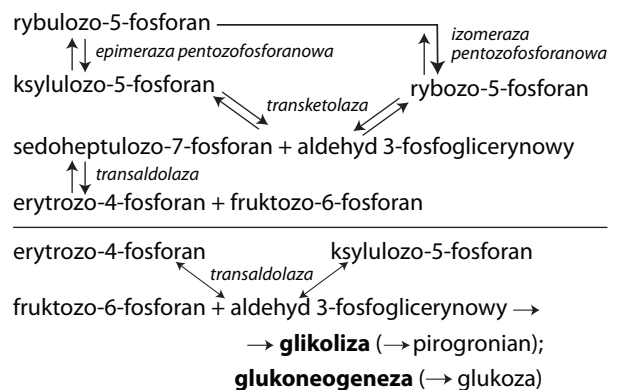 rybulozo-5-fosforan
epimeraza pentozofosforanowa
izomeraza
pentozofosforanowa
ksylulozo-5-fosforan
transketolaza
rybozo-5-fosforan
sedoheptulozo-7-fosforan + aldehyd 3-fosfoglicerynowy
transaldolaza
erytrozo-4-fosforan + fruktozo-6-fosforan
erytrozo-4-fosforan
ksylulozo-5-fosforan
transaldolaza
fruktozo-6-fosforan + aldehyd 3-fosfoglicerynowy →
→ glikoliza (→ pirogronian);
glukoneogeneza (→ glukoza)